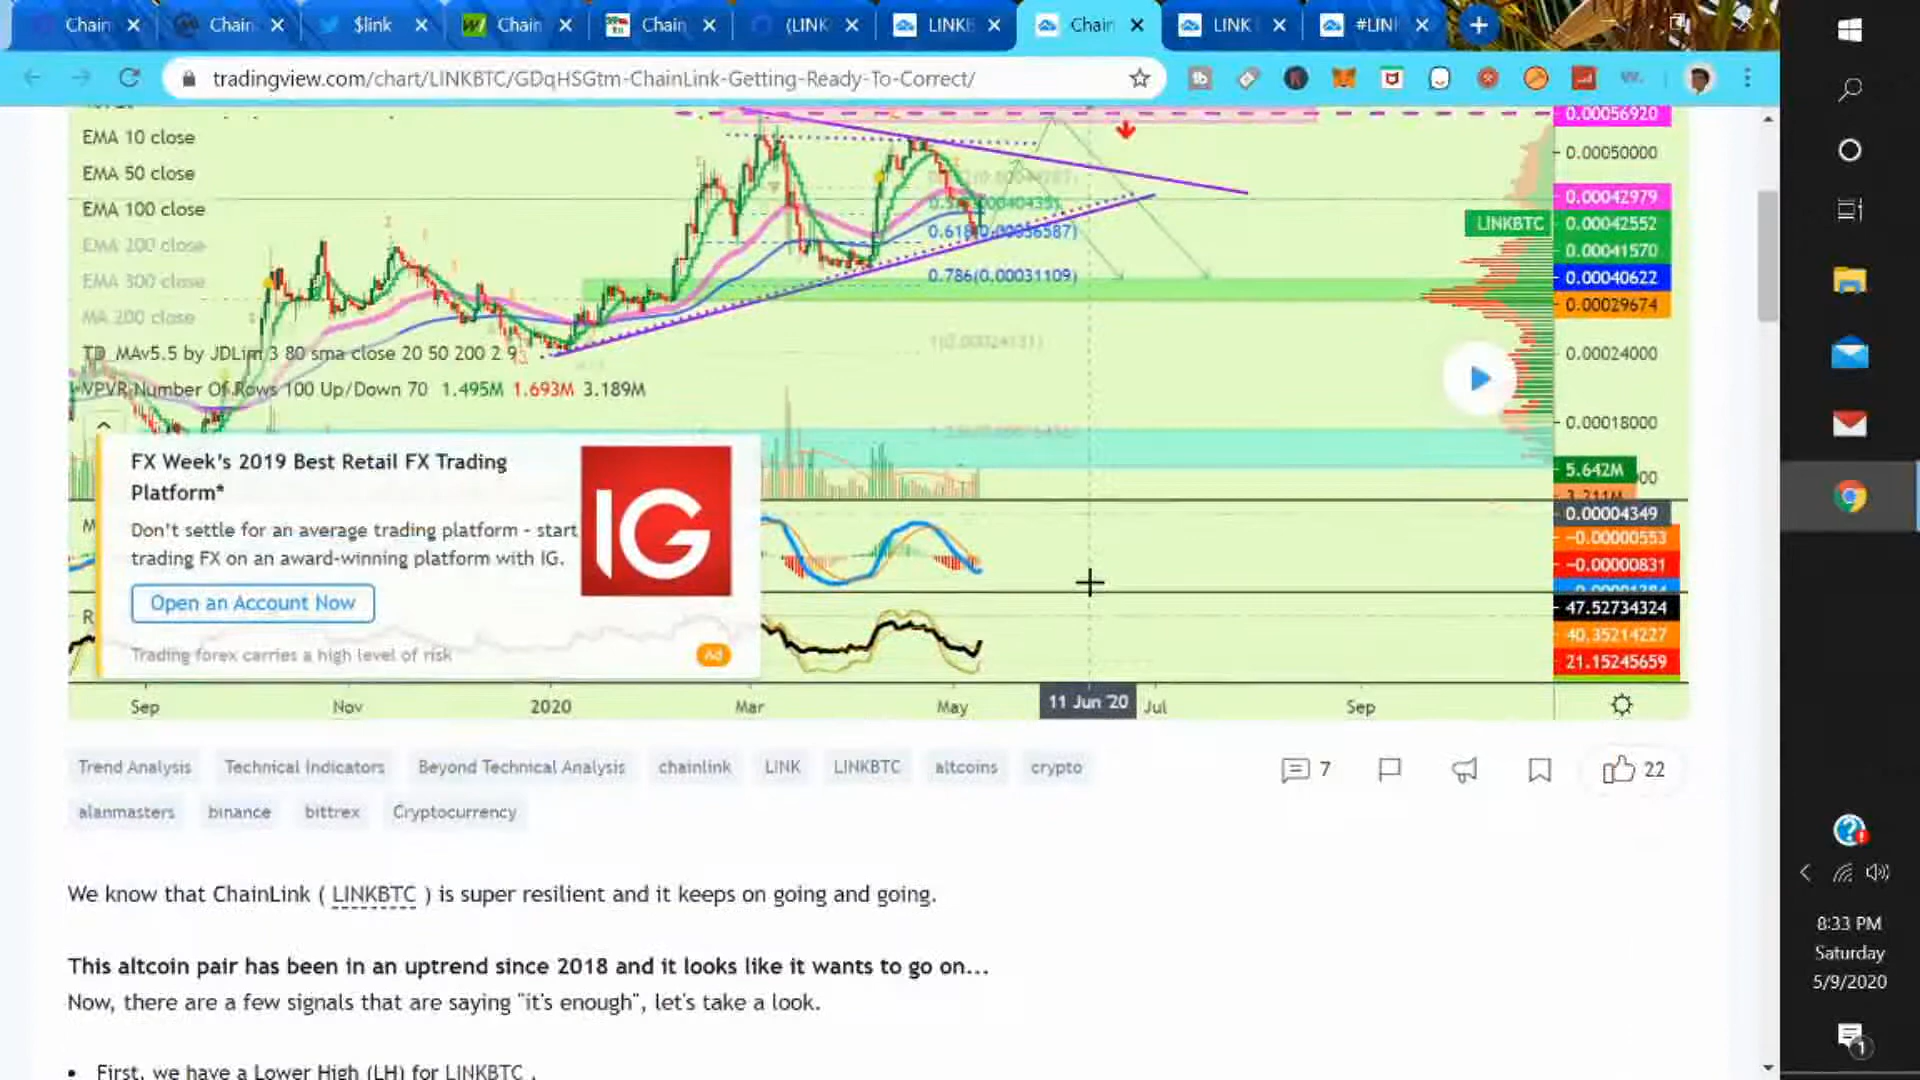 Chain
Chain
$link
Chain
Chain
(LINK
LINKB
Chain
LINK
#LINK
tradingview.com/chart/LINKBTC/GDqHSGtm-ChainLink-Getting-Ready-To-Correct/
EMA 10 close
EMA 50 close
EMA 100 close
EMA 200 close
EMA 300 close
MA 200 close
TD_MAv5.5 by JDLim 3 80 sma close 20 50 200 2 9
VPVR Number Of Rows 100 Up/Down 70 1.495M 1.693M 3.189M
0.618(0.00036587)
0.786(0.00031109)
1(0.00024131)
0.00056920
0.00050000
0.00042979
LINKBTC 0.00042552
0.00041570
0.00040622
0.00029674
0.00024000
0.00018000
5.642M
0.00004349
-0.00000553
-0.00000831
47.52734324
40.35214227
21.15245659
FX Week's 2019 Best Retail FX Trading
Platform*
Don't settle for an average trading platform - start
trading FX on an award-winning platform with IG.
Open an Account Now
Trading forex carries a high level of risk
Ad
IG
Sep Nov 2020 Mar May 11 Jun '20 Jul Sep
Trend Analysis Technical Indicators Beyond Technical Analysis chainlink LINK LINKBTC altcoins crypto
alanmasters binance bittrex Cryptocurrency
7
22
We know that ChainLink ( LINKBTC ) is super resilient and it keeps on going and going.
This altcoin pair has been in an uptrend since 2018 and it looks like it wants to go on...
Now, there are a few signals that are saying "it's enough", let's take a look.
• First, we have a Lower High (LH) for LINKBTC .
8:33 PM
Saturday
5/9/2020
1